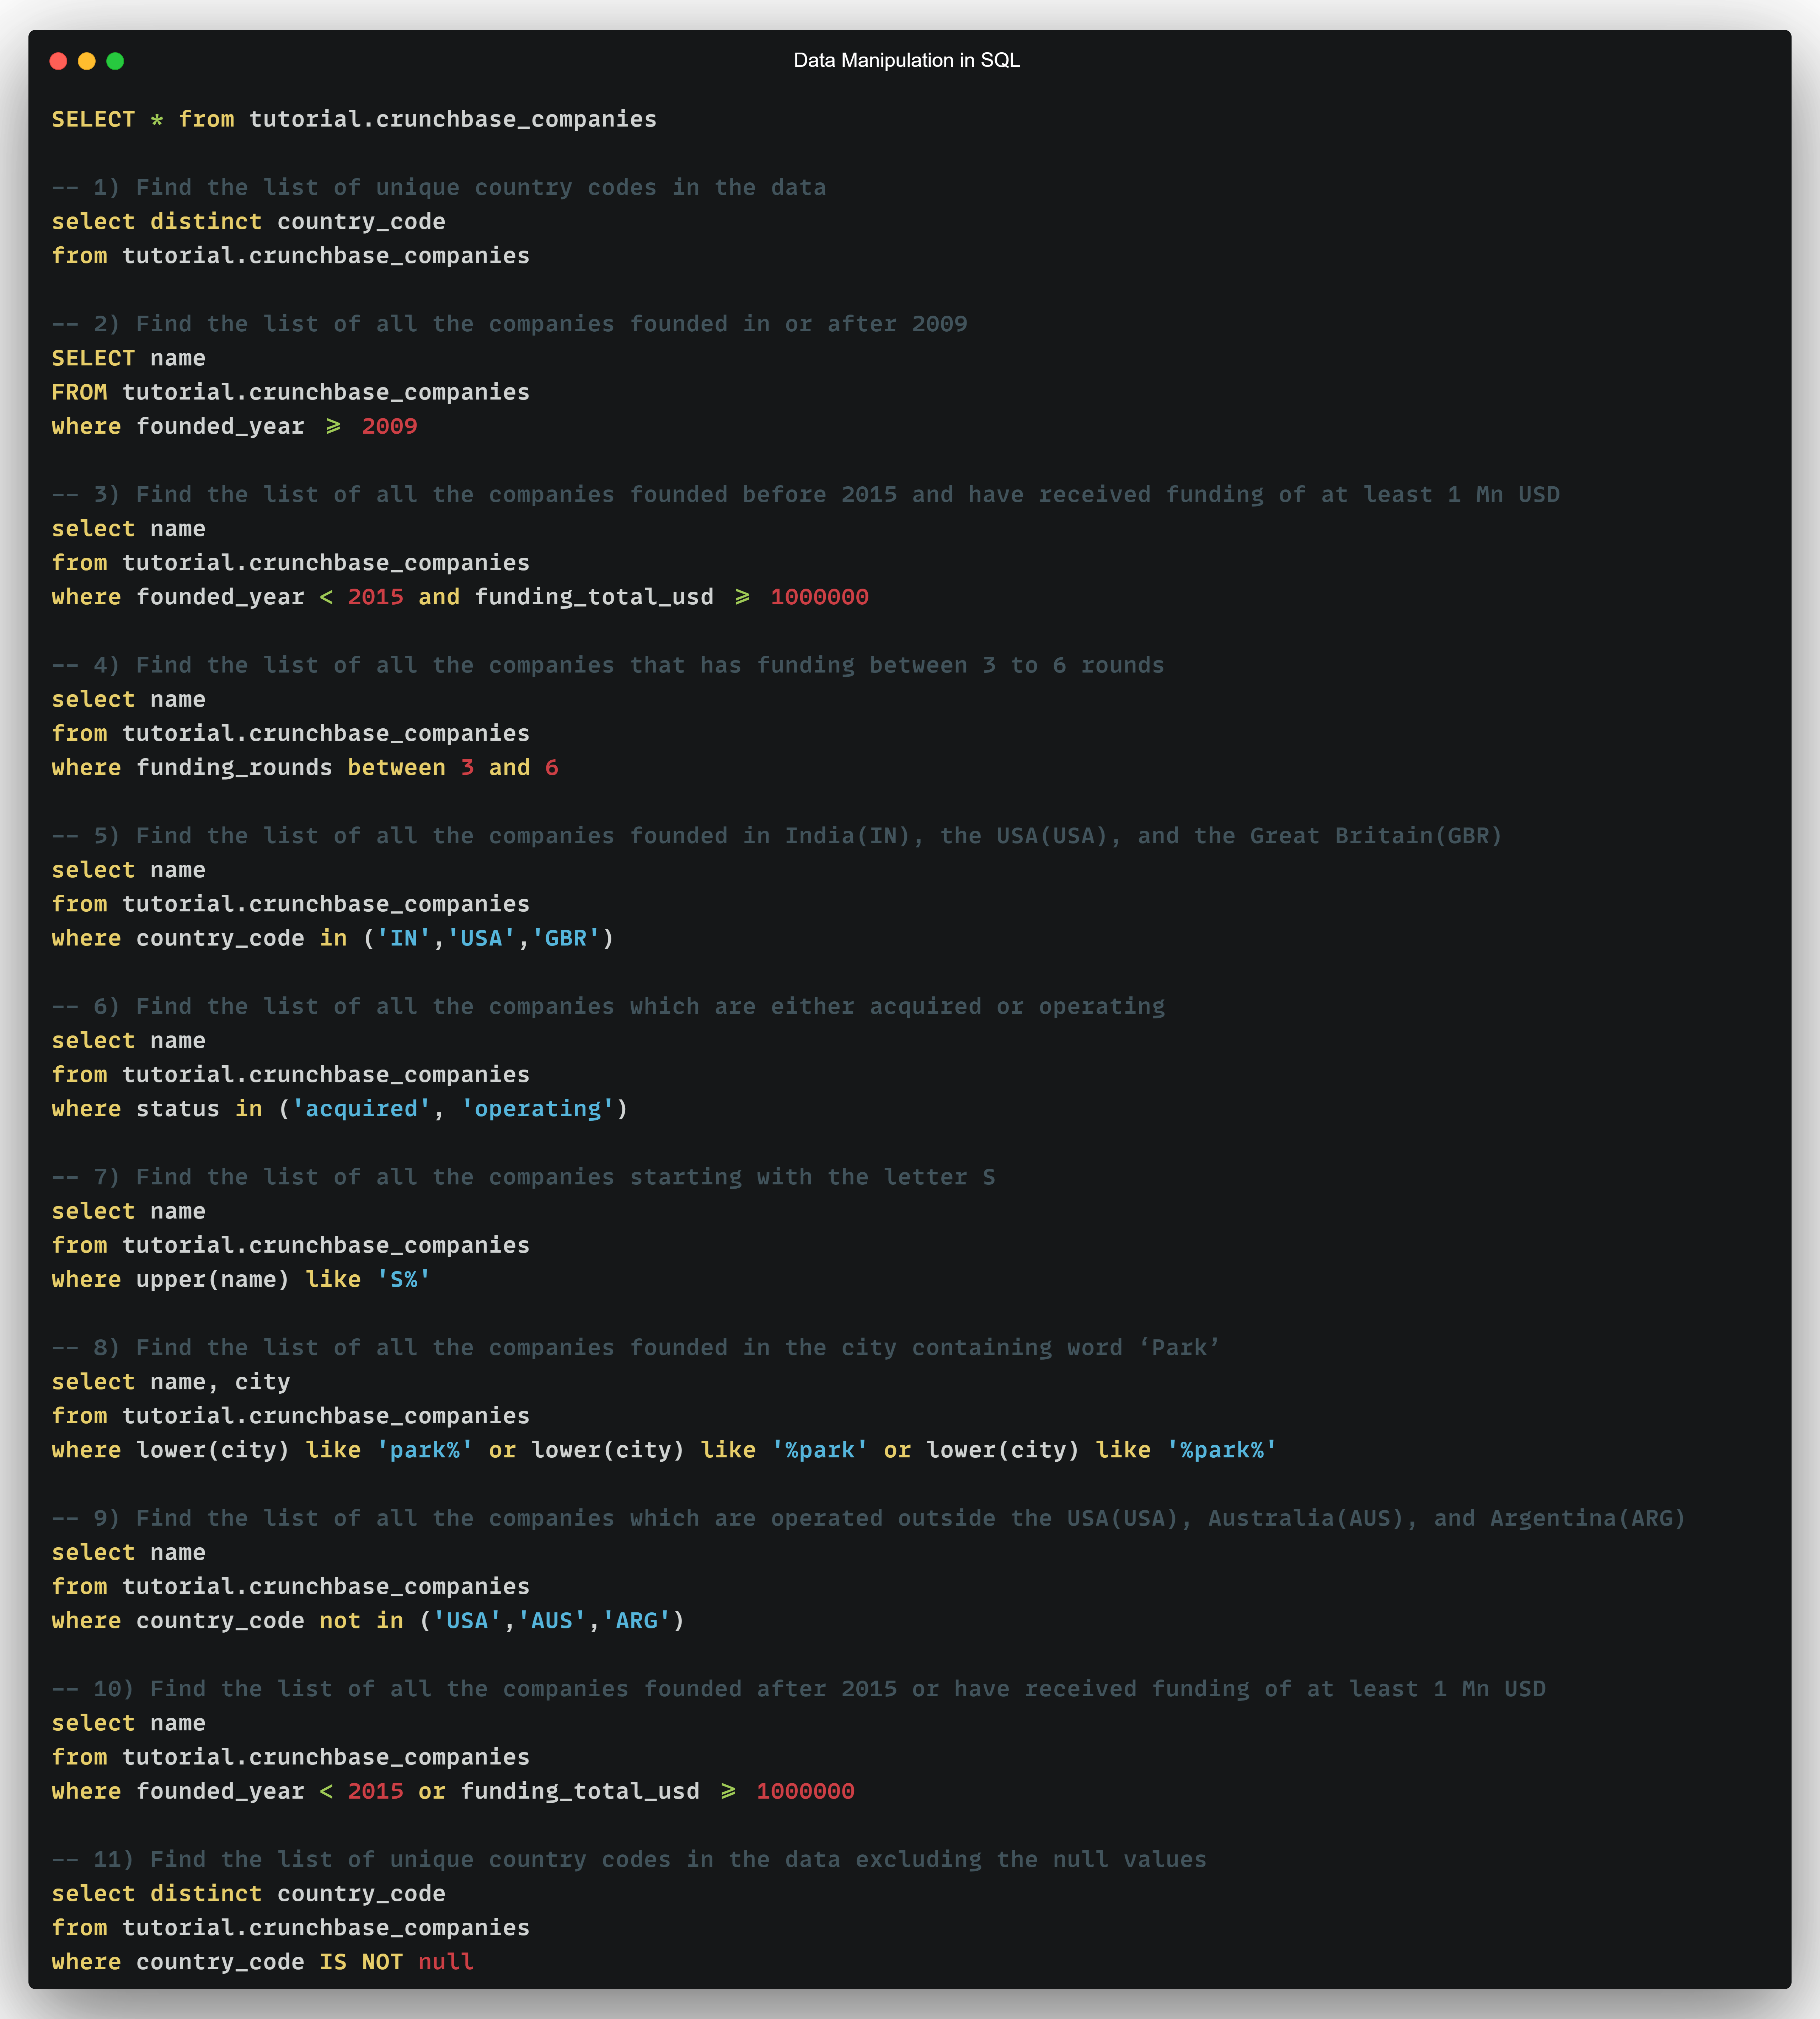 Data Manipulation in SQL
SELECT * from tutorial.crunchbase_companies
-- 1) Find the list of unique country codes in the data
select distinct country_code
from tutorial.crunchbase_companies
-- 2) Find the list of all the companies founded in or after 2009
SELECT name
FROM tutorial.crunchbase_companies
where founded_year ⩾ 2009
-- 3) Find the list of all the companies founded before 2015 and have received funding of at least 1 Mn USD
select name
from tutorial.crunchbase_companies
where founded_year < 2015 and funding_total_usd ⩾ 1000000
-- 4) Find the list of all the companies that has funding between 3 to 6 rounds
select name
from tutorial.crunchbase_companies
where funding_rounds between 3 and 6
-- 5) Find the list of all the companies founded in India(IN), the USA(USA), and the Great Britain(GBR)
select name
from tutorial.crunchbase_companies
where country_code in ('IN','USA','GBR')
-- 6) Find the list of all the companies which are either acquired or operating
select name
from tutorial.crunchbase_companies
where status in ('acquired', 'operating')
-- 7) Find the list of all the companies starting with the letter S
select name
from tutorial.crunchbase_companies
where upper(name) like 'S%'
-- 8) Find the list of all the companies founded in the city containing word ‘Park’
select name, city
from tutorial.crunchbase_companies
where lower(city) like 'park%' or lower(city) like '%park' or lower(city) like '%park%'
-- 9) Find the list of all the companies which are operated outside the USA(USA), Australia(AUS), and Argentina(ARG)
select name
from tutorial.crunchbase_companies
where country_code not in ('USA','AUS','ARG')
-- 10) Find the list of all the companies founded after 2015 or have received funding of at least 1 Mn USD
select name
from tutorial.crunchbase_companies
where founded_year < 2015 or funding_total_usd ⩾ 1000000
-- 11) Find the list of unique country codes in the data excluding the null values
select distinct country_code
from tutorial.crunchbase_companies
where country_code IS NOT null